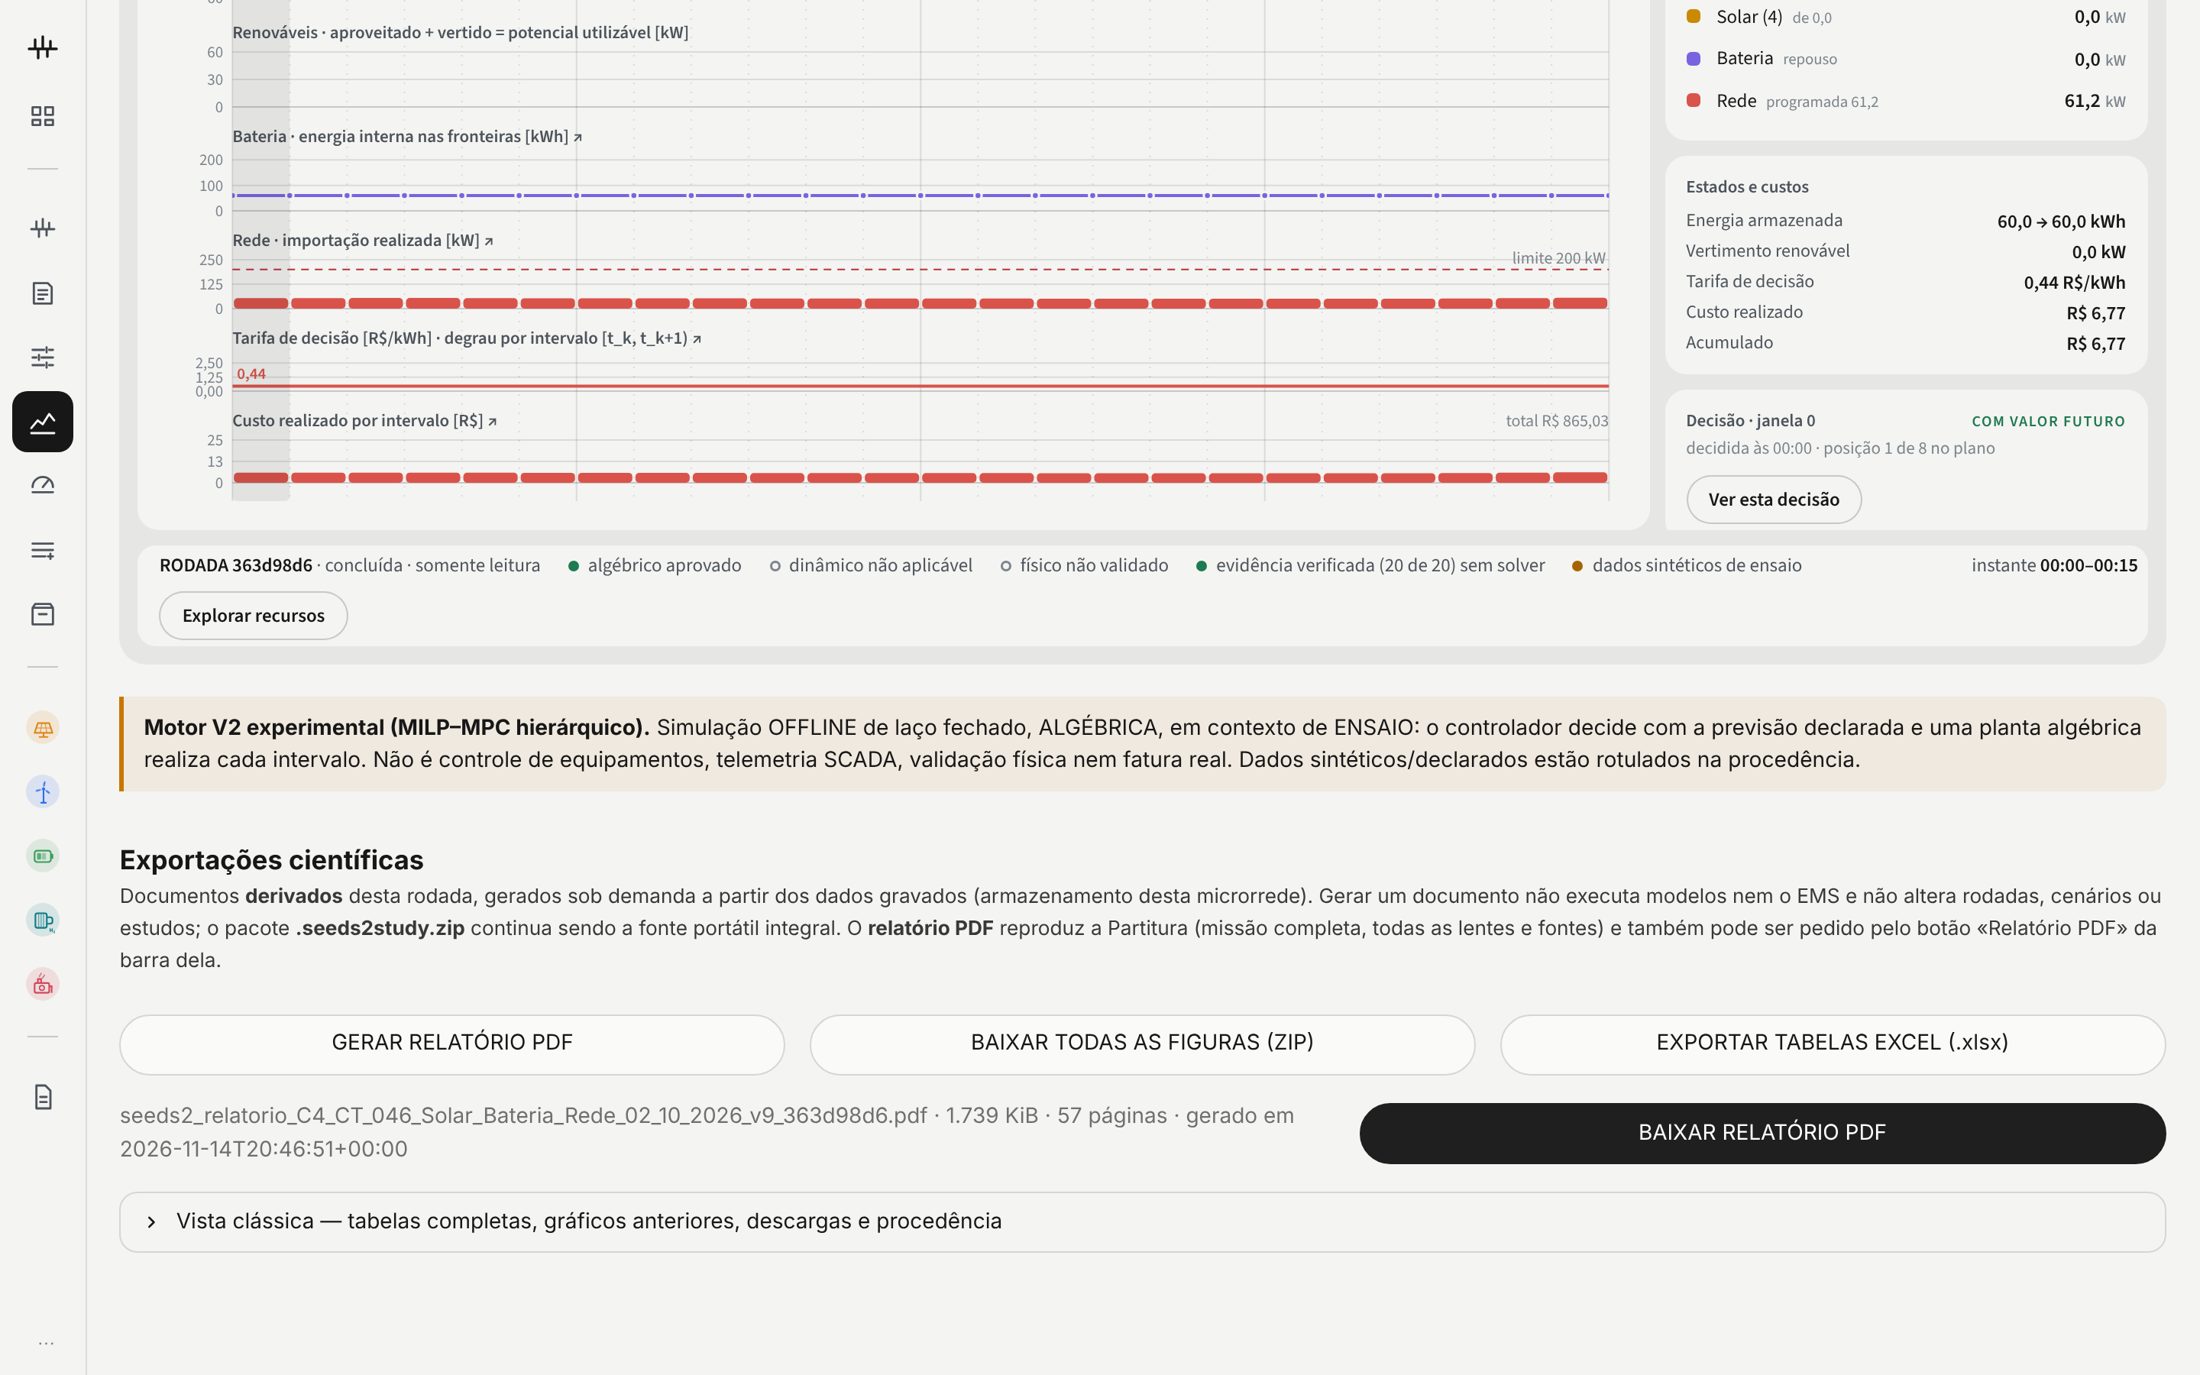 Renováveis · aproveitado + vertido = potencial utilizável [kW]
60
30
0
Bateria · energia interna nas fronteiras [kWh] ↗
200
100
0
Rede · importação realizada [kW] ↗
limite 200 kW
250
125
0
Tarifa de decisão [R$/kWh] · degrau por intervalo [t_k, t_k+1) ↗
2,50
1,25
0,00
0,44
Custo realizado por intervalo [R$] ↗
total R$ 865,03
25
13
0
Solar (4) de 0,0 0,0 kW
Bateria repouso 0,0 kW
Rede programada 61,2 61,2 kW
Estados e custos
Energia armazenada 60,0 → 60,0 kWh
Vertimento renovável 0,0 kW
Tarifa de decisão 0,44 R$/kWh
Custo realizado R$ 6,77
Acumulado R$ 6,77
Decisão · janela 0 COM VALOR FUTURO
decidida às 00:00 · posição 1 de 8 no plano
Ver esta decisão
RODADA 363d98d6 · concluída · somente leitura algébrico aprovado dinâmico não aplicável físico não validado evidência verificada (20 de 20) sem solver dados sintéticos de ensaio instante 00:00–00:15
Explorar recursos
Motor V2 experimental (MILP–MPC hierárquico). Simulação OFFLINE de laço fechado, ALGÉBRICA, em contexto de ENSAIO: o controlador decide com a previsão declarada e uma planta algébrica
realiza cada intervalo. Não é controle de equipamentos, telemetria SCADA, validação física nem fatura real. Dados sintéticos/declarados estão rotulados na procedência.
Exportações científicas
Documentos derivados desta rodada, gerados sob demanda a partir dos dados gravados (armazenamento desta microrrede). Gerar um documento não executa modelos nem o EMS e não altera rodadas, cenários ou
estudos; o pacote .seeds2study.zip continua sendo a fonte portátil integral. O relatório PDF reproduz a Partitura (missão completa, todas as lentes e fontes) e também pode ser pedido pelo botão «Relatório PDF» da
barra dela.
GERAR RELATÓRIO PDF
BAIXAR TODAS AS FIGURAS (ZIP)
EXPORTAR TABELAS EXCEL (.xlsx)
seeds2_relatorio_C4_CT_046_Solar_Bateria_Rede_02_10_2026_v9_363d98d6.pdf · 1.739 KiB · 57 páginas · gerado em
2026-11-14T20:46:51+00:00
BAIXAR RELATÓRIO PDF
Vista clássica — tabelas completas, gráficos anteriores, descargas e procedência
...